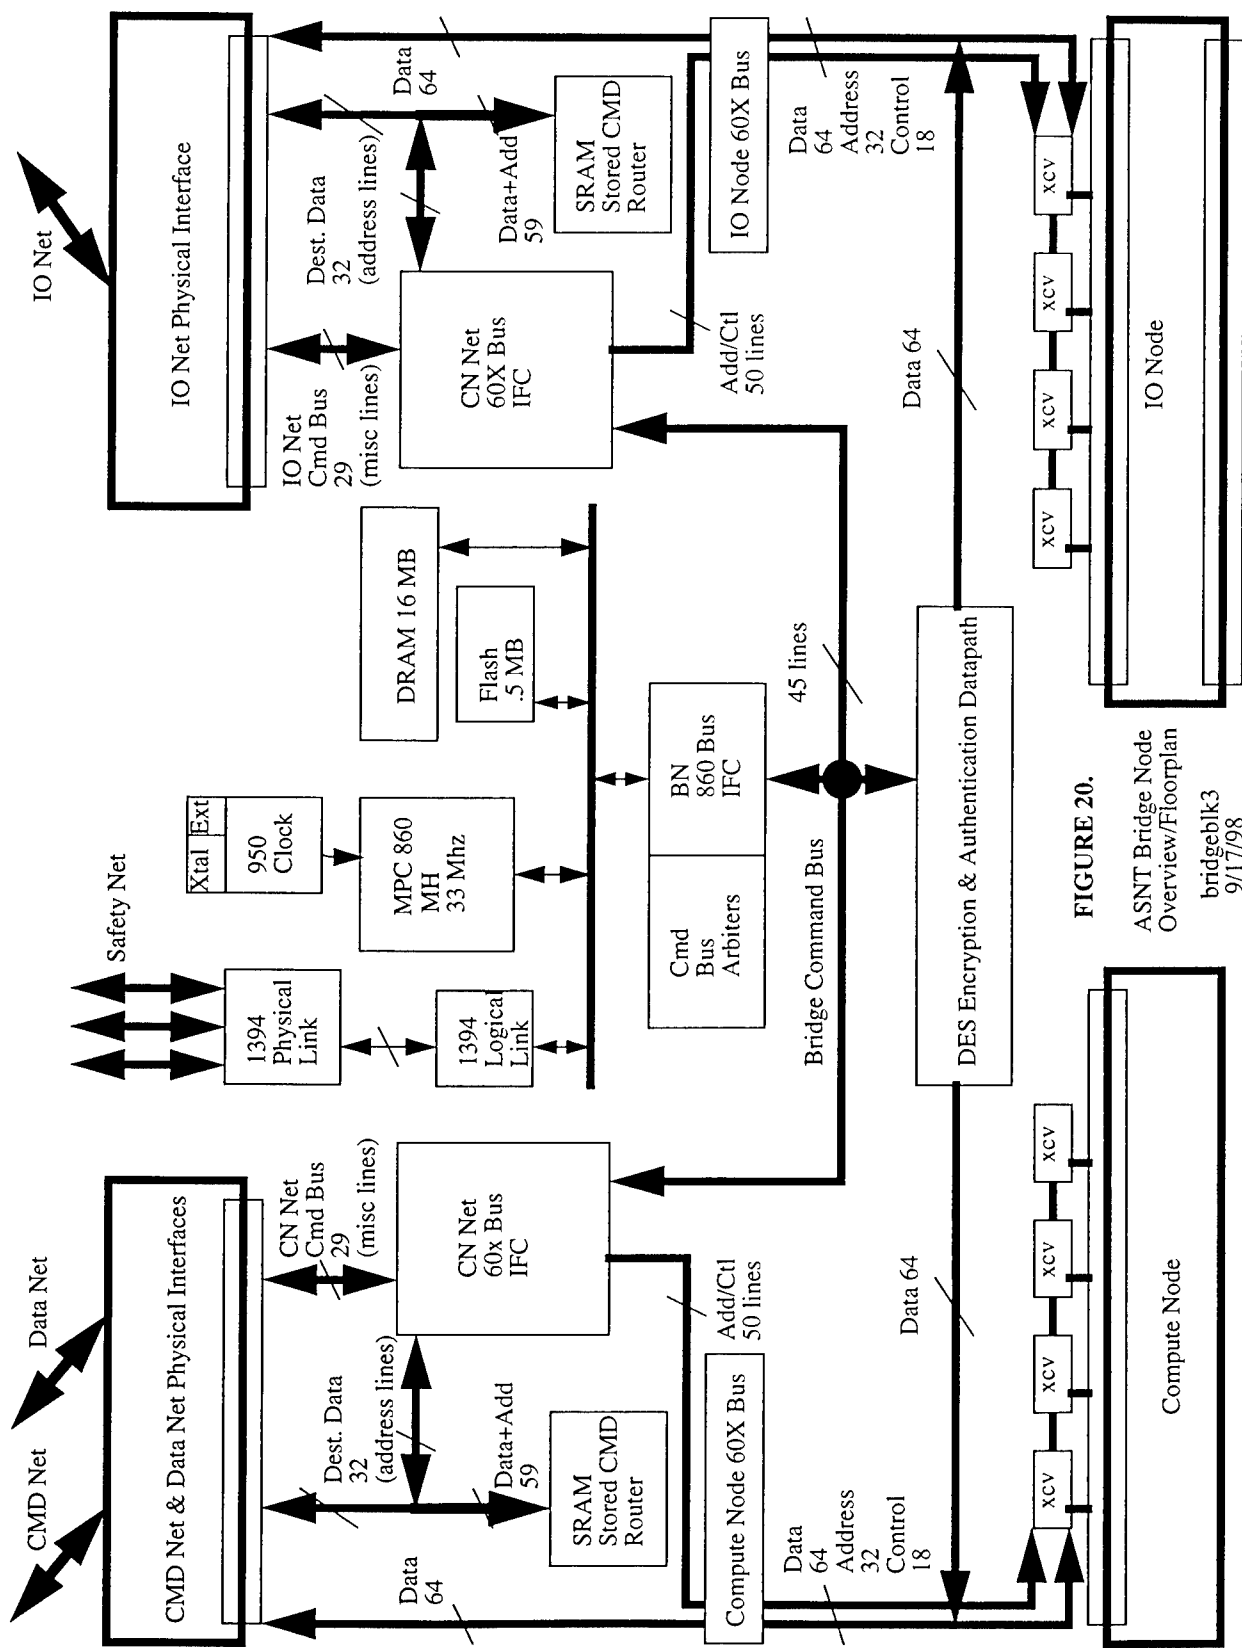 CMD Net
Data Net
CMD Net & Data Net Physical Interfaces
Data
64
Dest. Data
32
(address lines)
CN Net
Cmd Bus
29
(misc lines)
Data+Add
59
SRAM
Stored CMD
Router
CN Net
60x Bus
IFC
Add/Ctl
50 lines
Compute Node 60X Bus
Data
64
Address
32
Control
18
Data 64
xcv
xcv
xcv
xcv
Compute Node
Safety Net
1394
Physical
Link
1394
Logical
Link
Xtal
Ext
950
Clock
MPC 860
MH
33 Mhz
DRAM 16 MB
Flash
.5 MB
Cmd
Bus
Arbiters
BN
860 Bus
IFC
Bridge Command Bus
45 lines
DES Encryption & Authentication Datapath
FIGURE 20.
ASNT Bridge Node
Overview/Floorplan
bridgeblk3
9/17/98
IO Net
IO Net Physical Interface
IO Net
Cmd Bus
29
(misc lines)
Dest. Data
32
(address lines)
Data
64
Data+Add
59
SRAM
Stored CMD
Router
CN Net
60X Bus
IFC
Add/Ctl
50 lines
IO Node 60X Bus
Data
64
Address
32
Control
18
Data 64
xcv
xcv
xcv
xcv
IO Node